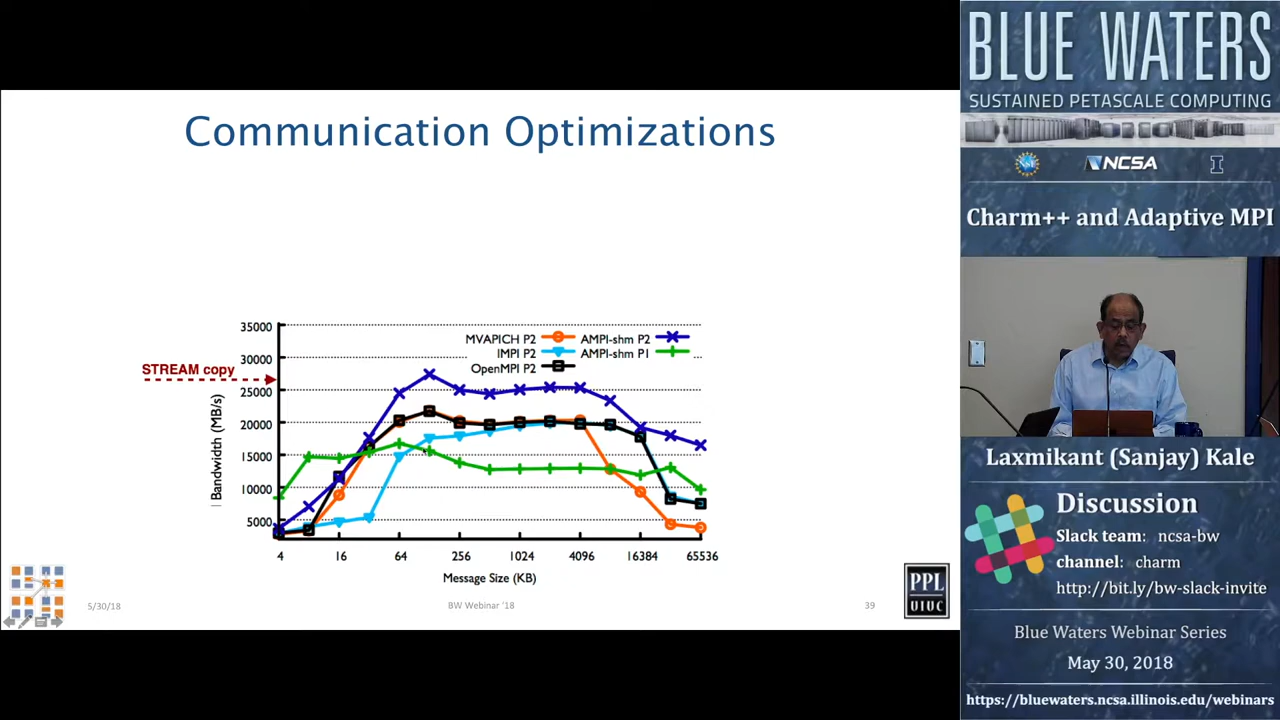 Communication Optimizations
STREAM copy
Bandwidth (MB/s)
35000
30000
25000
20000
15000
10000
5000
MVAPICH P2
IMPI P2
OpenMPI P2
AMPI-shm P2
AMPI-shm P1
4
16
64
256
1024
4096
16384
65536
Message Size (KB)
5/30/18
BW Webinar '18
39
PPL
UIUC
BLUE WATERS
SUSTAINED PETASCALE COMPUTING
NCSA
I
Charm++ and Adaptive MPI
Laxmikant (Sanjay) Kale
Discussion
Slack team: ncsa-bw
channel: charm
http://bit.ly/bw-slack-invite
Blue Waters Webinar Series
May 30, 2018
https://bluewaters.ncsa.illinois.edu/webinars